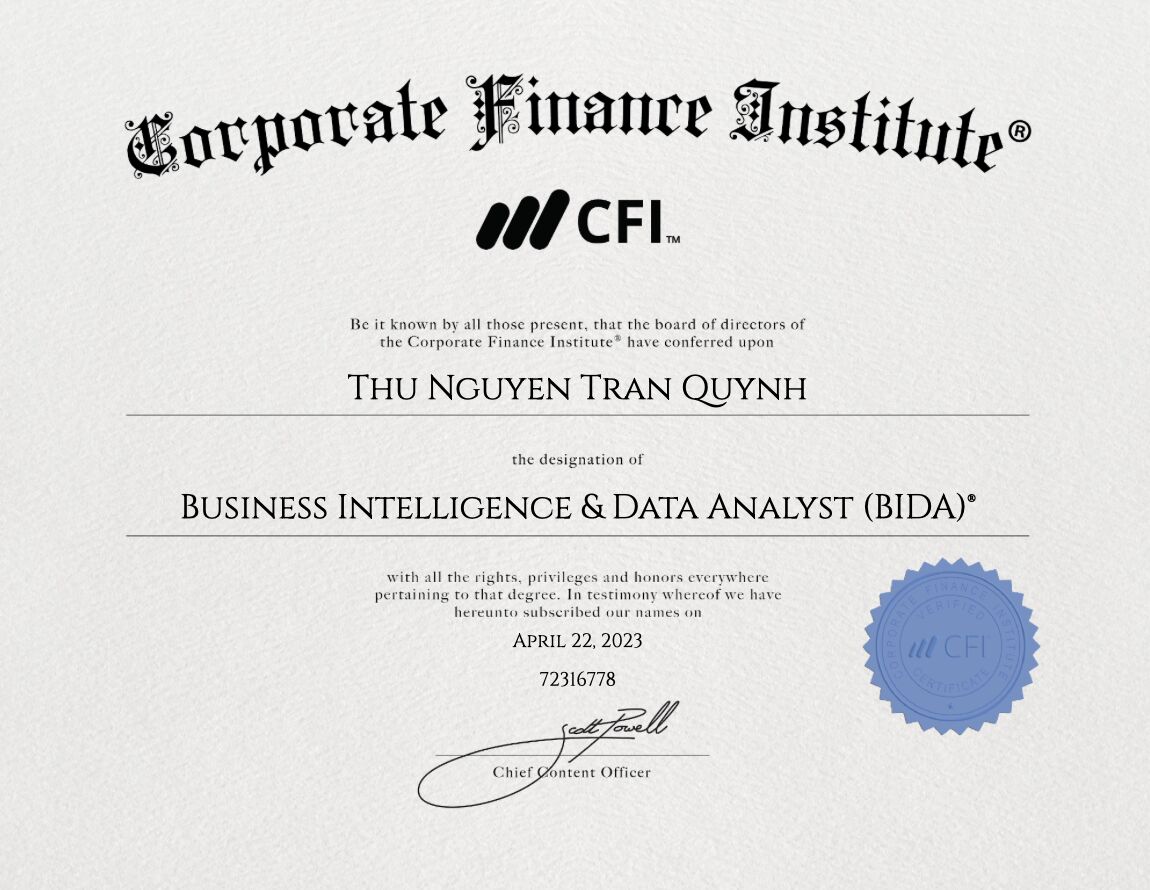 Corporate Finance Institute®
CFI™
Be it known by all those present, that the board of directors of
the Corporate Finance Institute® have conferred upon
THU NGUYEN TRAN QUYNH
the designation of
BUSINESS INTELLIGENCE & DATA ANALYST (BIDA)®
with all the rights, privileges and honors everywhere
pertaining to that degree. In testimony whereof we have
hereunto subscribed our names on
APRIL 22, 2023
72316778
Scott Powell
Chief Content Officer
CORPORATE FINANCE INSTITUTE
VERIFIED
CFI
CERTIFICATE